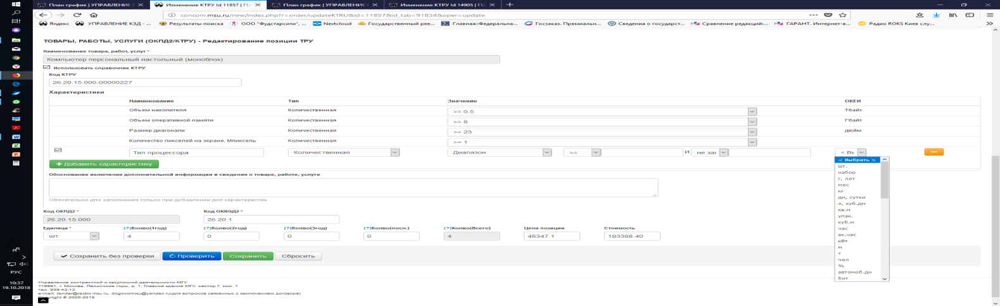 План график | УПРАВЛЕНИЕ
Изменение КТРУ Id 11857 | Пл
План график | УПРАВЛЕНИЕ
Изменение КТРУ Id 14905 | Пл
concom.msu.ru/new/index.php?r=order/updateKTRU&id=11857&id_tab=91834&oper=update
Яндекс
УПРАВЛЕНИЕ КЗД - ...
Результаты поиска
ООО "Фудстарсити", ...
Nextcloud
Государственный рее...
Главная::Федеральна...
Госзаказ. Премиальн...
Сведения о государст...
Сравнение редакций:...
ГАРАНТ. Интернет-в...
Радио ROKS Киев слу...
ТОВАРЫ, РАБОТЫ, УСЛУГИ (ОКПД2/КТРУ) - Редактирование позиции ТРУ
Наименование товара, работ, услуг *
Компьютер персональный настольный (моноблок)
Использовать справочник КТРУ
Код КТРУ
26.20.15.000-00000227
Характеристики
Наименование Тип Значение ОКЕИ
Объем накопителя Количественная >= 0.5 Тбайт
Объем оперативной памяти Количественная >= 8 Гбайт
Размер диагонали Количественная >= 23 дюйм
Количество пикселей на экране, Мпиксель Количественная >= 1
Тип процессора Количественная Диапазон >= И не заг < Вы
+ Добавить характеристику
< Выбрать >
шт.
набор
г, лет
мес
кг
дн, сутки
л, куб.дм
кв.м
упак.
куб.м
час
ак.час
кВт
м
т
чел
%
автомоб.дн
бит
Обоснование включения дополнительной информации в сведения о товаре, работе, услуге
Обязательно для заполнения только при добавлении доп характеристик
Код ОКПД2 * Код ОКВЭД2 *
26.20.15.000 26.20.1
Единица * (?)Колво(1год) (?)Колво(2год) (?)Колво(3год) (?)Колво(посл.) (?)Колво(Всего) Цена позиции Стоимость
шт. 4 0 0 0 4 48347.1 193388.40
Сохранить без проверки Проверить Сохранить Сбросить
Управление контрактной и закупочной деятельности МГУ
119991, г. Москва, Ленинские горы, д. 1, Главное здание МГУ, сектор Г, ком. 1
тел. 939-43-13
e-mail: tender@rector.msu.ru, dogovormsu@yandex.ru(для вопросов связанных с заключением договора)
yright © 2006-2018
РУС
10:37
19.10.2018